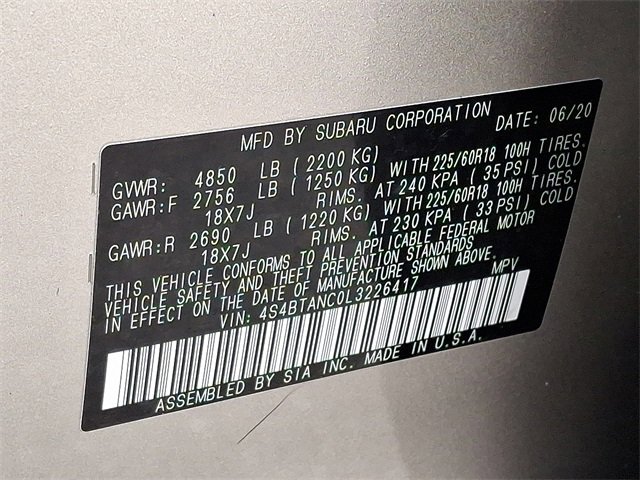 MFD BY SUBARU CORPORATION DATE: 06/20
GVWR: 4850 LB (2200 KG)
GAWR:F 2756 LB (1250 KG) WITH 225/60R18 100H TIRES.
18X7J RIMS. AT 240 KPA (35 PSI) COLD
GAWR:R 2690 LB (1220 KG) WITH 225/60R18 100H TIRES.
18X7J RIMS. AT 230 KPA (33 PSI) COLD
THIS VEHICLE CONFORMS TO ALL APPLICABLE FEDERAL MOTOR
VEHICLE SAFETY AND THEFT PREVENTION STANDARDS
IN EFFECT ON THE DATE OF MANUFACTURE SHOWN ABOVE.
VIN: 4S4BTANC0L3226417 MPV
ASSEMBLED BY SIA INC. MADE IN U.S.A.